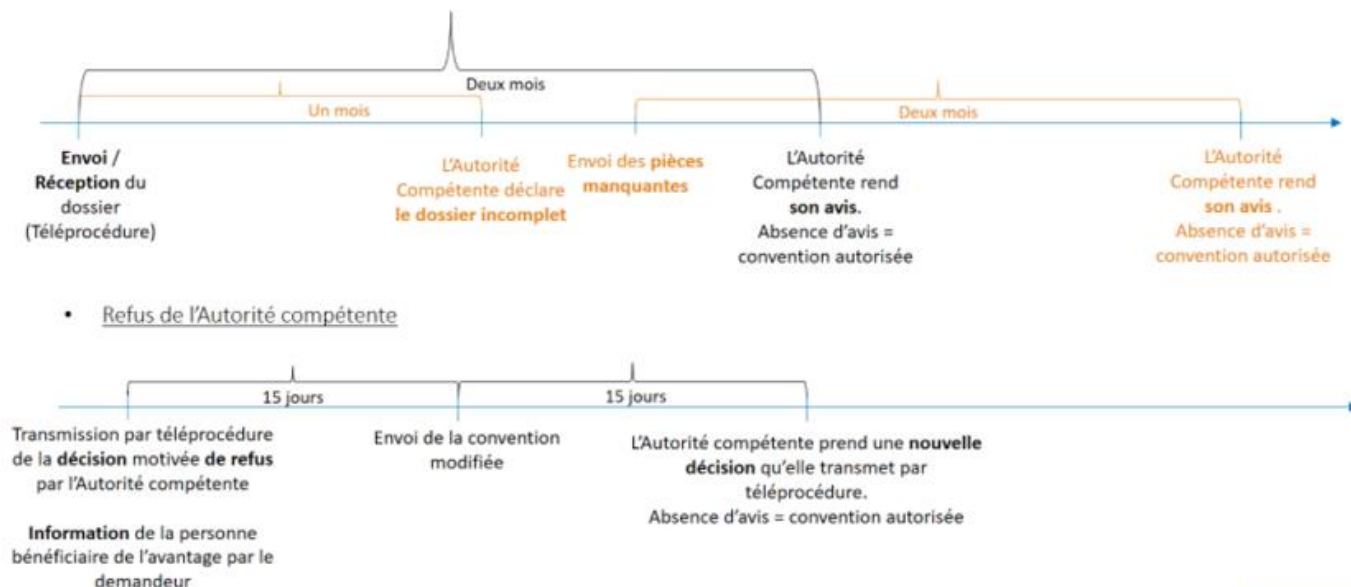 Deux mois
Un mois
Deux mois
Envoi /
Réception du
dossier
(Téléprocédure)
L'Autorité
Compétente déclare
le dossier incomplet
Envoi des pièces
manquantes
L'Autorité
Compétente rend
son avis.
Absence d'avis =
convention autorisée
L'Autorité
Compétente rend
son avis .
Absence d'avis =
convention autorisée
• Refus de l'Autorité compétente
15 jours
15 jours
Transmission par téléprocédure
de la décision motivée de refus
par l'Autorité compétente
Information de la personne
bénéficiaire de l'avantage par le
demandeur
Envoi de la convention
modifiée
L'Autorité compétente prend une nouvelle
décision qu'elle transmet par
téléprocédure.
Absence d'avis = convention autorisée